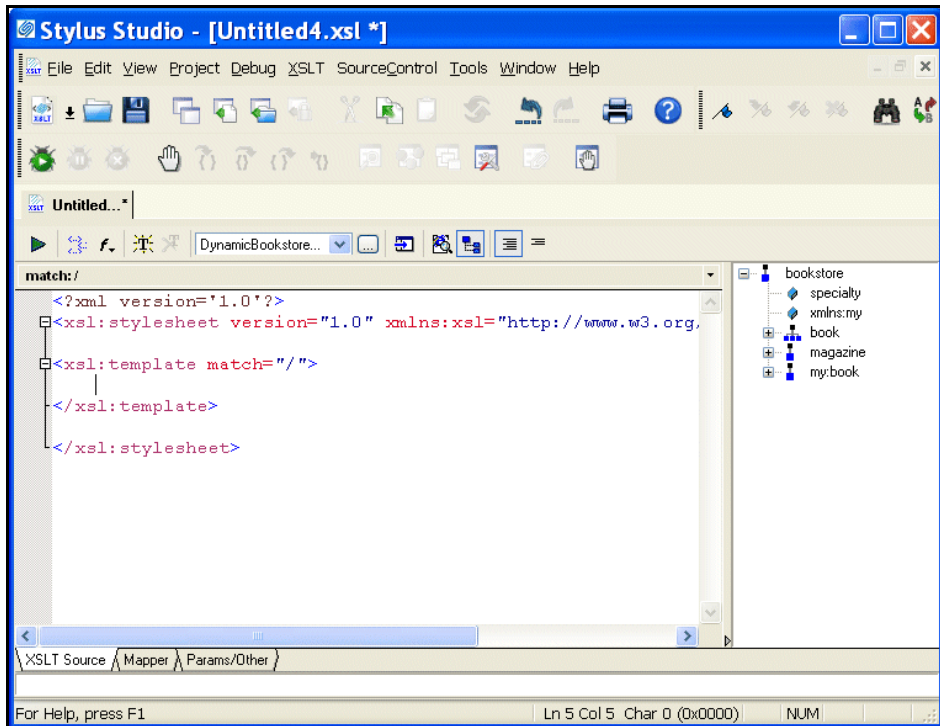 Stylus Studio - [Untitled4.xsl *]
File Edit View Project Debug XSLT SourceControl Tools Window Help
Untitled...*
DynamicBookstore...
match: /
<?xml version='1.0'?>
<xsl:stylesheet version="1.0" xmlns:xsl="http://www.w3.org/
<xsl:template match="/">
</xsl:template>
</xsl:stylesheet>
bookstore
specialty
xmlns:my
book
magazine
my:book
XSLT Source Mapper Params/Other
For Help, press F1 Ln 5 Col 5 Char 0 (0x0000) NUM